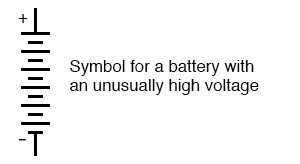 +
Symbol for a battery with
an unusually high voltage
−